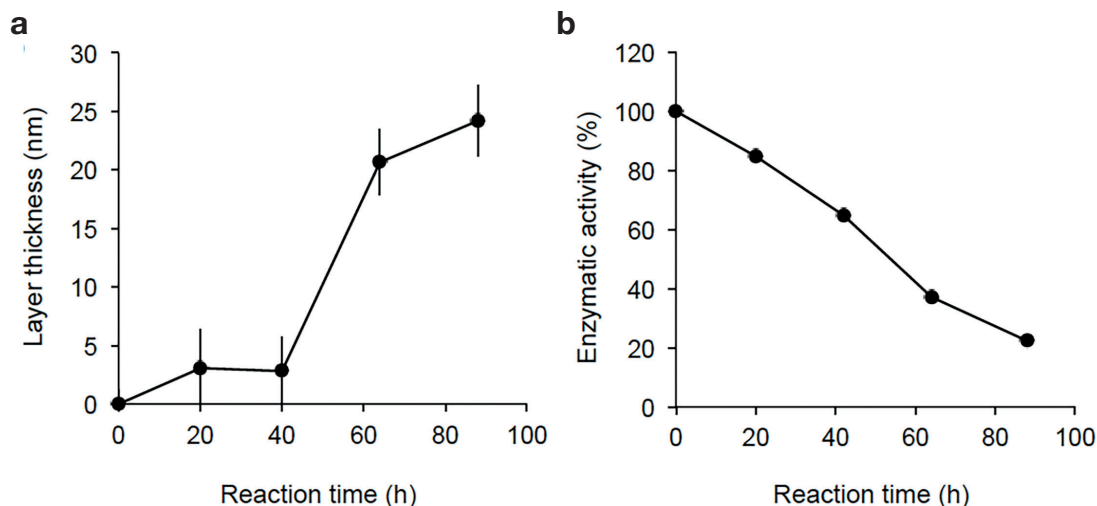 a
30
25
20
15
10
5
0
0 20 40 60 80 100
Layer thickness (nm)
Reaction time (h)
b
120
100
80
60
40
20
0
0 20 40 60 80 100
Enzymatic activity (%)
Reaction time (h)